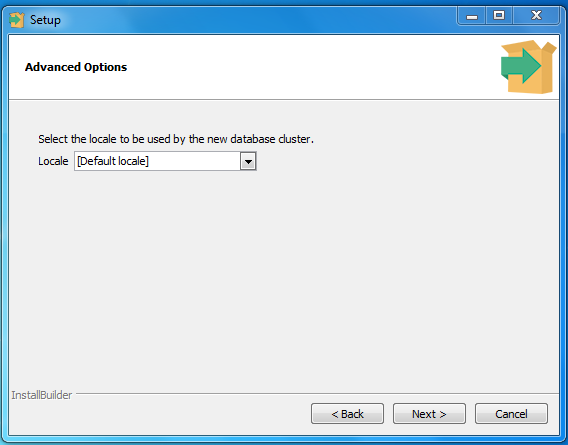 Setup
Advanced Options
Select the locale to be used by the new database cluster.
Locale [Default locale]
InstallBuilder
< Back Next > Cancel